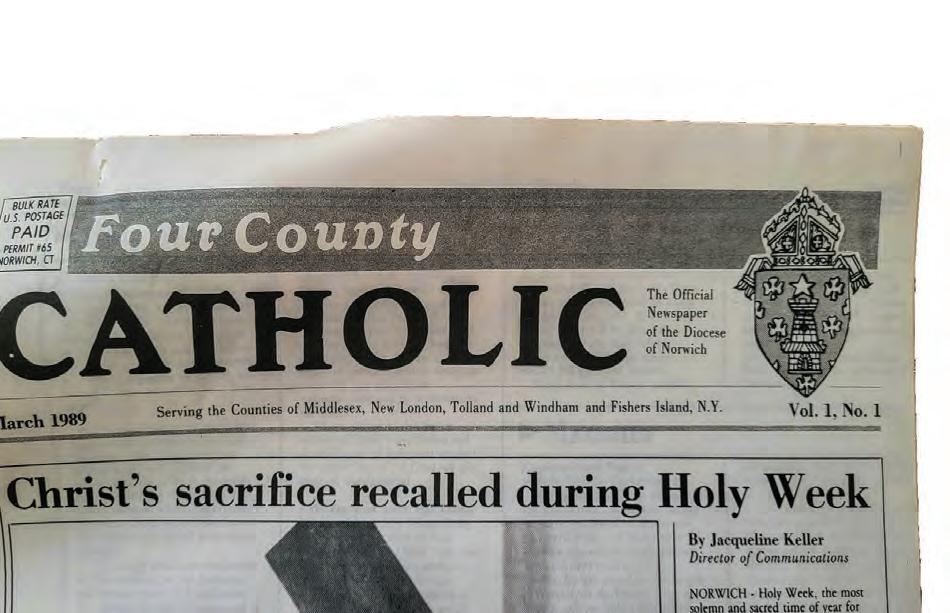 BULK RATE
U.S. POSTAGE
PAID
PERMIT #65
NORWICH, CT
Four County
CATHOLIC
The Official
Newspaper
of the Diocese
of Norwich
March 1989
Serving the Counties of Middlesex, New London, Tolland and Windham and Fishers Island, N.Y.
Vol. 1, No. 1
Christ's sacrifice recalled during Holy Week
By Jacqueline Keller
Director of Communications
NORWICH - Holy Week, the most
solemn and sacred time of year for